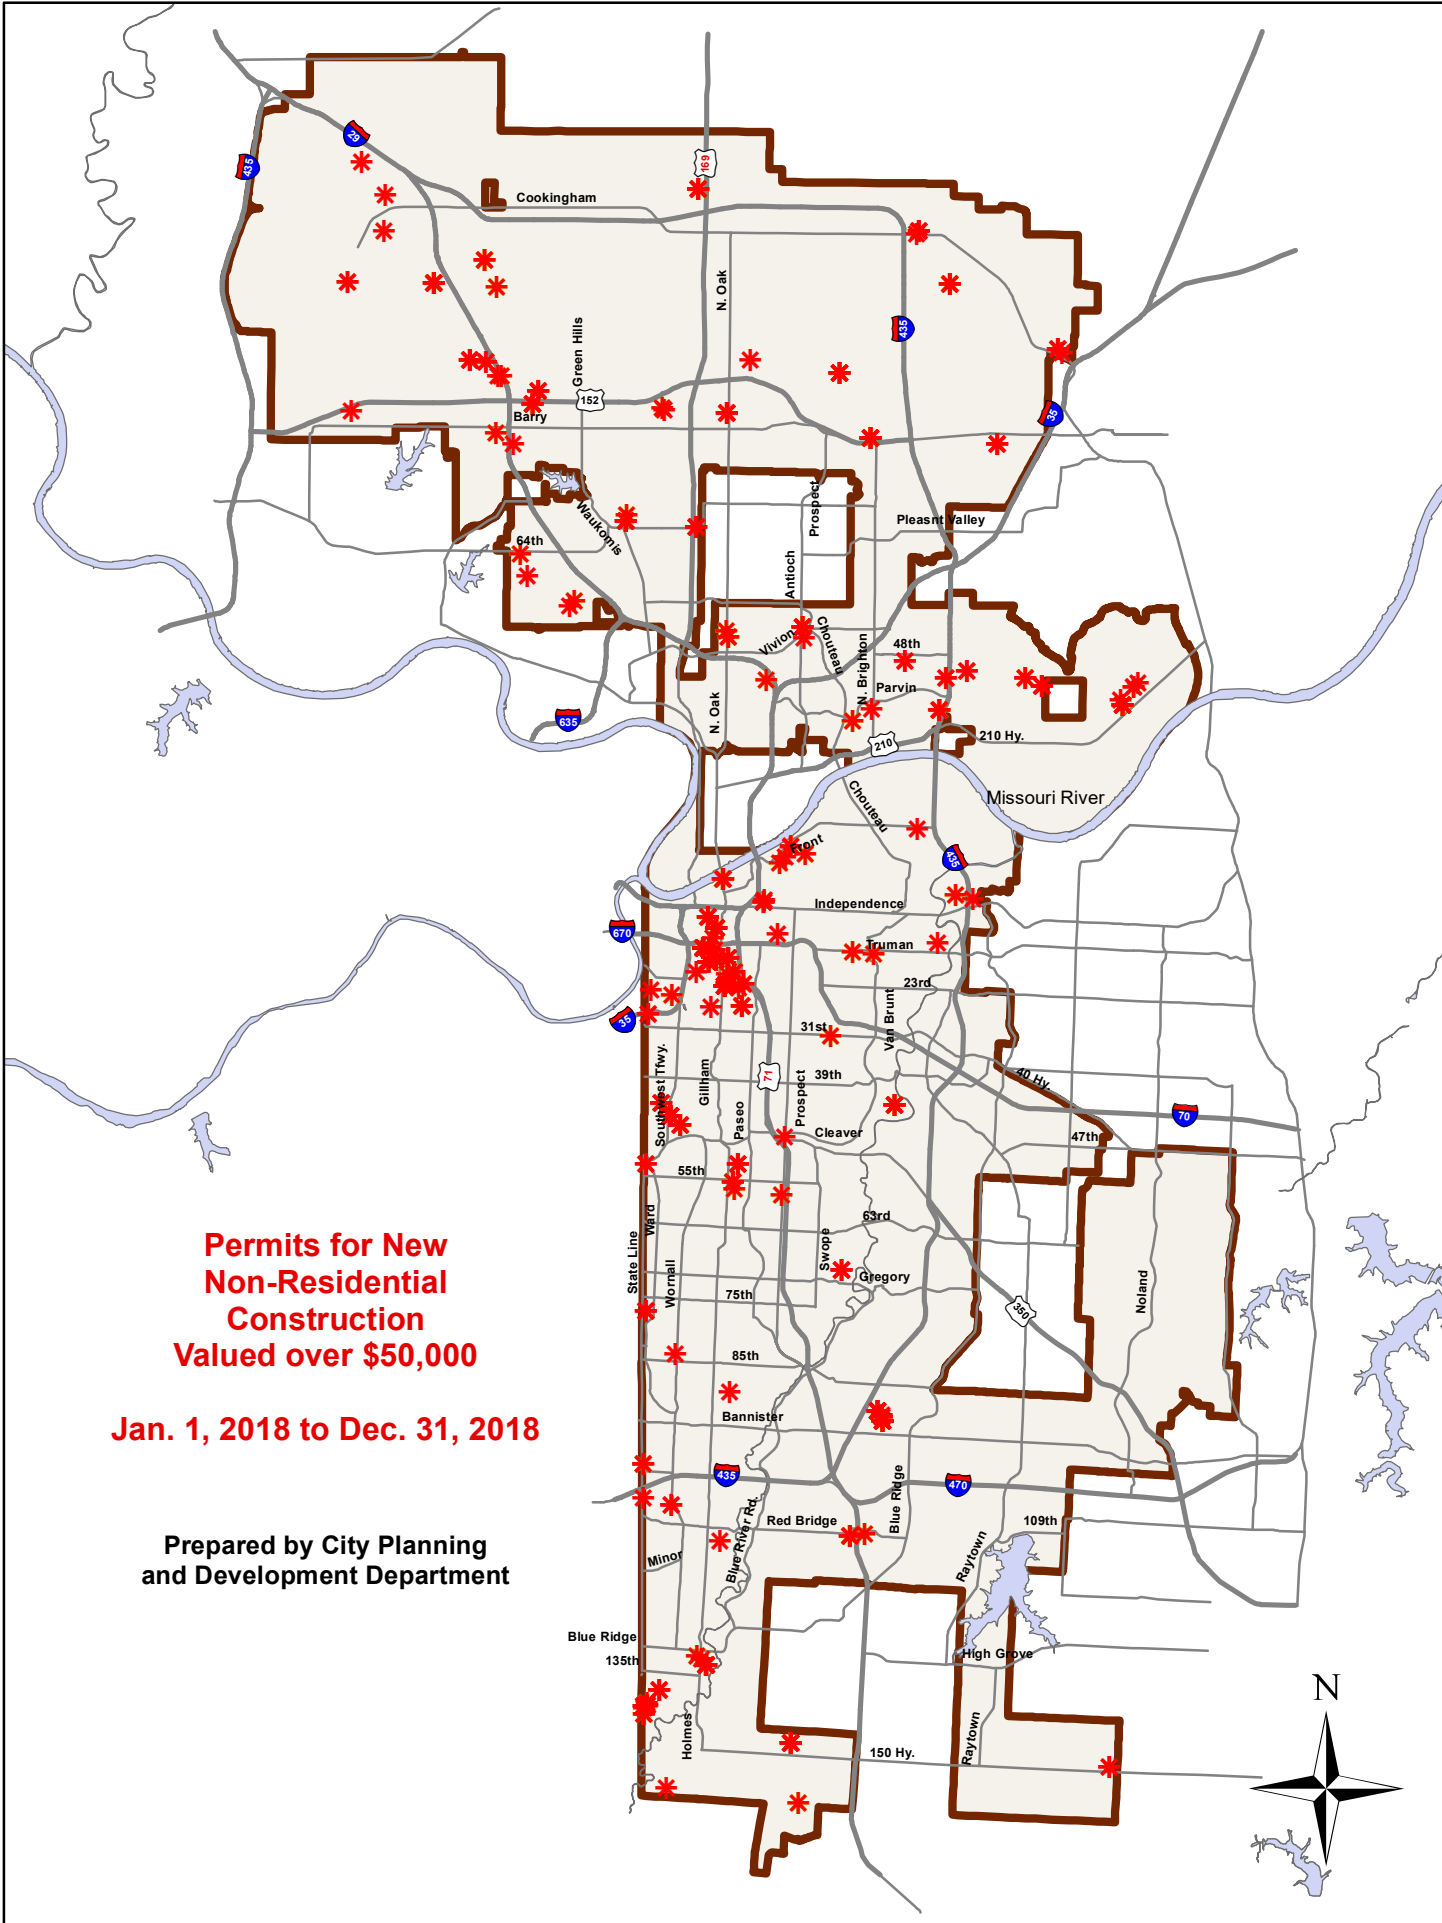 29
435
169
Cookingham
N. Oak
435
Green Hills
152
Barry
35
Prospect
Waukomis
64th
Pleasnt Valley
Antioch
Vivion
Chouteau
N. Brighton
48th
Parvin
N. Oak
635
210
210 Hy.
Missouri River
Chouteau
Front
435
Independence
670
Truman
23rd
35
31st
Van Brunt
Southwest Tfwy.
Gillham
71
39th
40 Hy.
Paseo
Prospect
Cleaver
70
47th
55th
Ward
63rd
State Line
Wornall
Swope
Gregory
75th
Noland
350
85th
Bannister
435
470
Blue Ridge
Red Bridge
109th
Blue River Rd.
Minor
Raytown
Blue Ridge
135th
High Grove
Holmes
150 Hy.
Raytown
Permits for New
Non-Residential
Construction
Valued over $50,000
Jan. 1, 2018 to Dec. 31, 2018
Prepared by City Planning
and Development Department
N